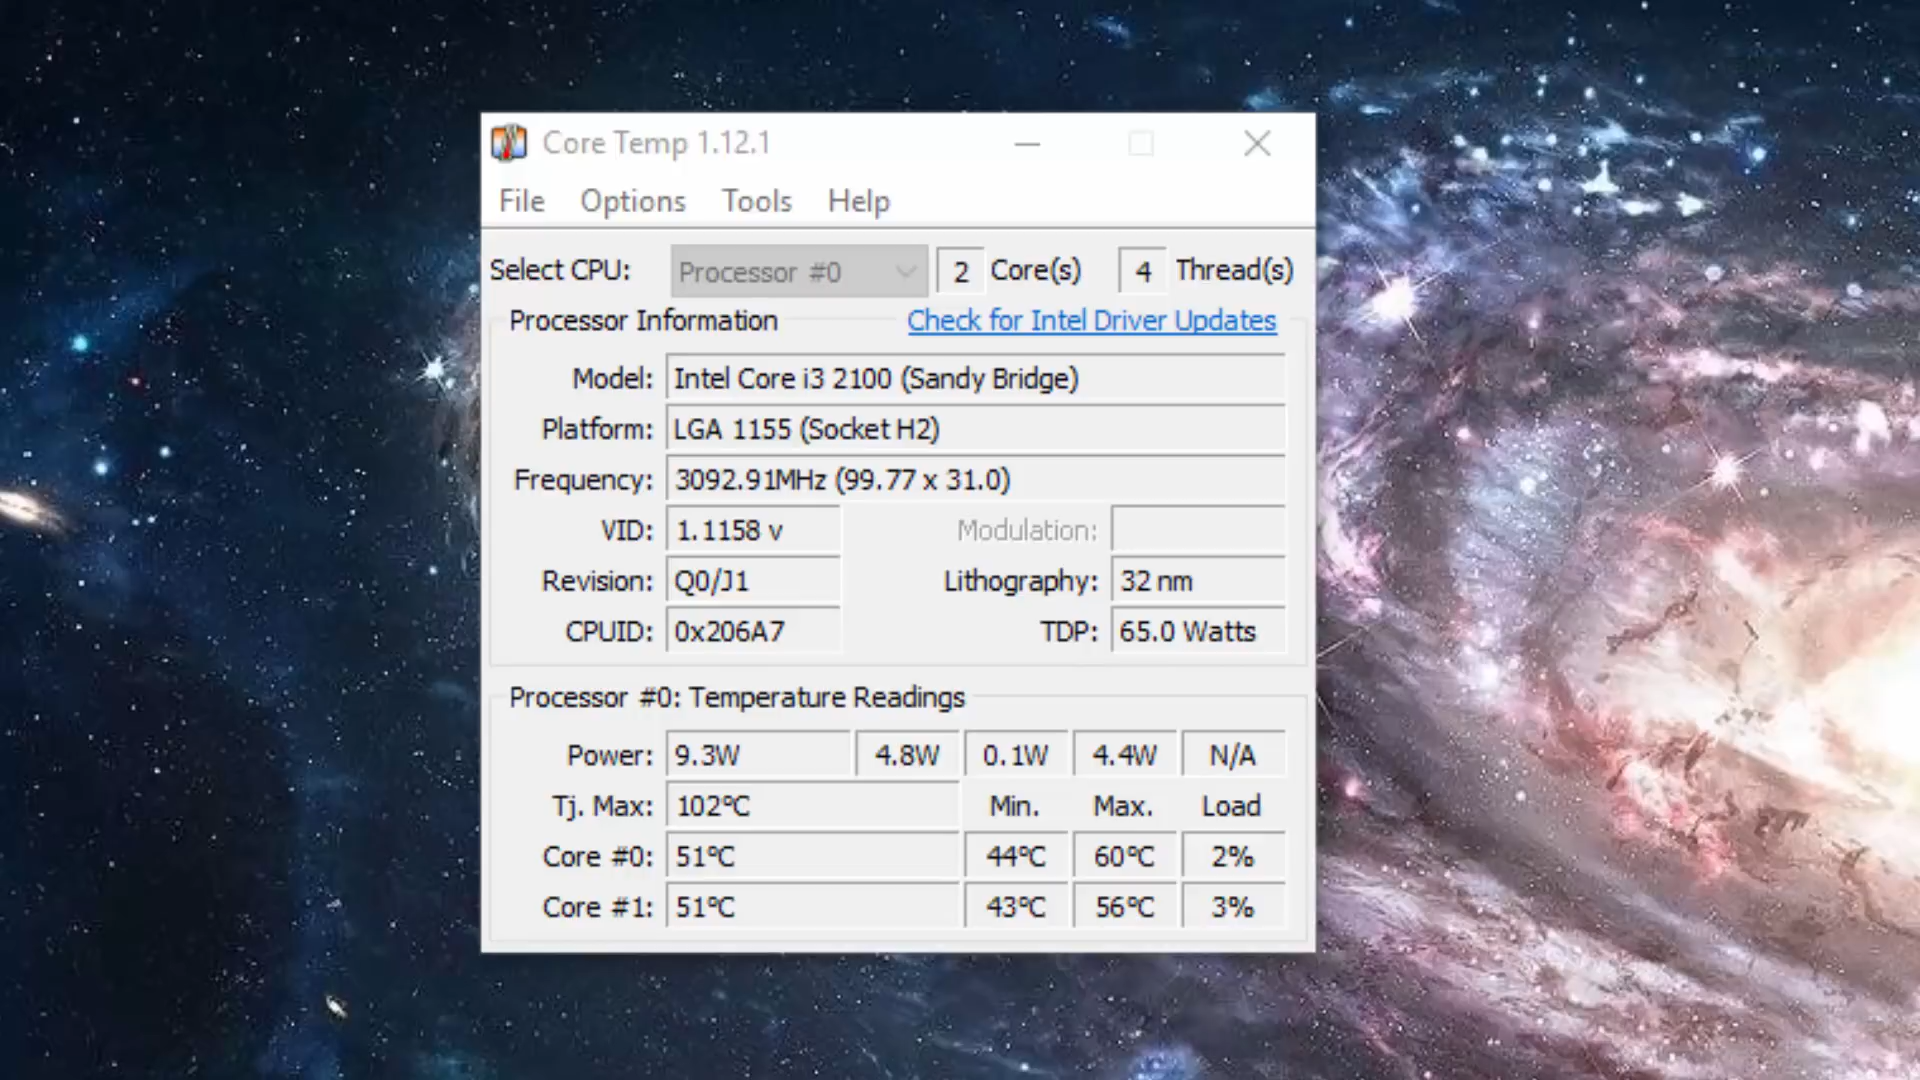 Core Temp 1.12.1
File Options Tools Help
Select CPU: Processor #0 2 Core(s) 4 Thread(s)
Processor Information Check for Intel Driver Updates
Model: Intel Core i3 2100 (Sandy Bridge)
Platform: LGA 1155 (Socket H2)
Frequency: 3092.91MHz (99.77 x 31.0)
VID: 1.1158 v Modulation:
Revision: Q0/J1 Lithography: 32 nm
CPUID: 0x206A7 TDP: 65.0 Watts
Processor #0: Temperature Readings
Power: 9.3W 4.8W 0.1W 4.4W N/A
Tj. Max: 102°C Min. Max. Load
Core #0: 51°C 44°C 60°C 2%
Core #1: 51°C 43°C 56°C 3%